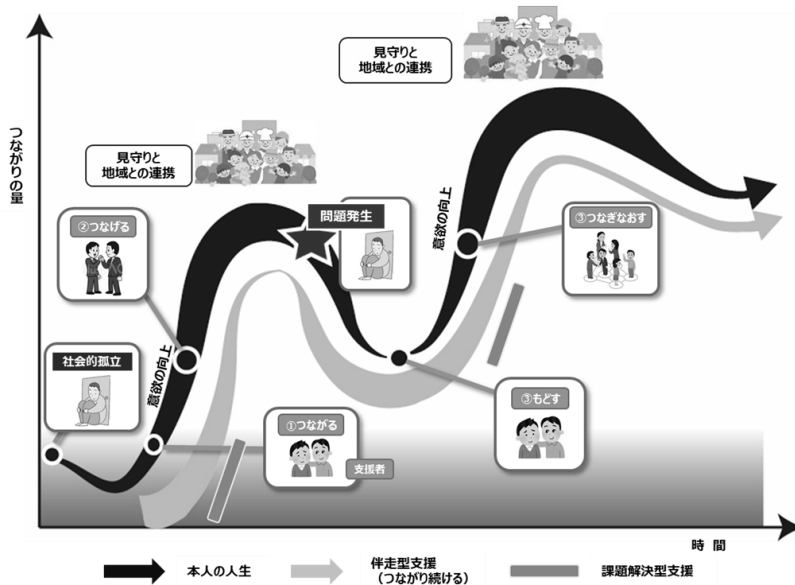 見守りと
地域との連携
見守りと
地域との連携
つながりの量
②つなげる
問題発生
意欲の向上
③つなぎなおす
社会的孤立
意欲の向上
①つながる
支援者
③もどす
時 間
本人の人生
伴走型支援
(つながり続ける)
課題解決型支援